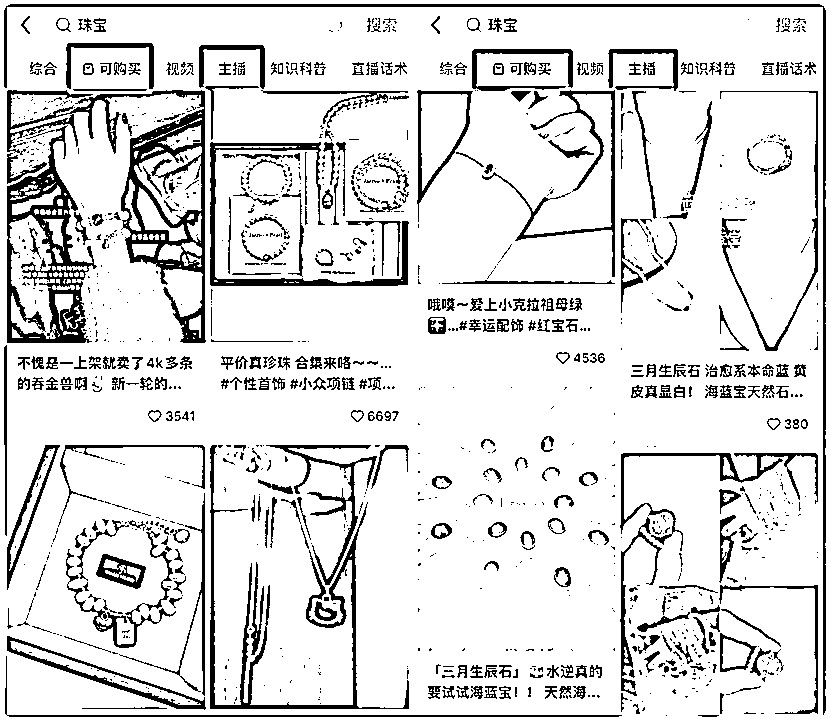 珠宝
搜索
综合 可购买 视频 主播 知识科普 直播话术
不愧是一上架就卖了4k多条
的吞金兽啊 新一轮的...
3541
平价真珍珠 合集来咯~~...
#个性首饰 #小众项链 #项...
6697
珠宝
搜索
综合 可购买 视频 主播 知识科普 直播话术
哦嘿~爱上小克拉祖母绿
...#幸运配饰 #红宝石...
4536
三月生辰石 治愈系本命蓝 黄
皮真显白! 海蓝宝天然石...
380
「三月生辰石」 水逆真的
要试试海蓝宝!! 天然海...